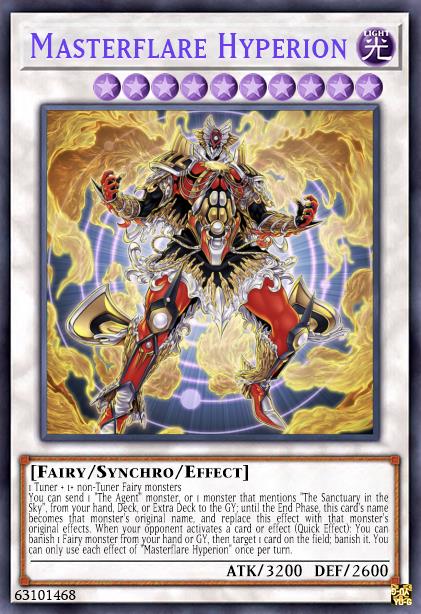 MASTERFLARE HYPERION
LIGHT
光
[FAIRY/SYNCHRO/EFFECT]
1 Tuner + 1+ non-Tuner Fairy monsters
You can send 1 "The Agent" monster, or 1 monster that mentions "The Sanctuary in the
Sky", from your hand, Deck, or Extra Deck to the GY; until the End Phase, this card's name
becomes that monster's original name, and replace this effect with that monster's
original effects. When your opponent activates a card or effect (Quick Effect): You can
banish 1 Fairy monster from your hand or GY, then target 1 card on the field; banish it. You
can only use each effect of "Masterflare Hyperion" once per turn.
ATK/3200 DEF/2600
63101468